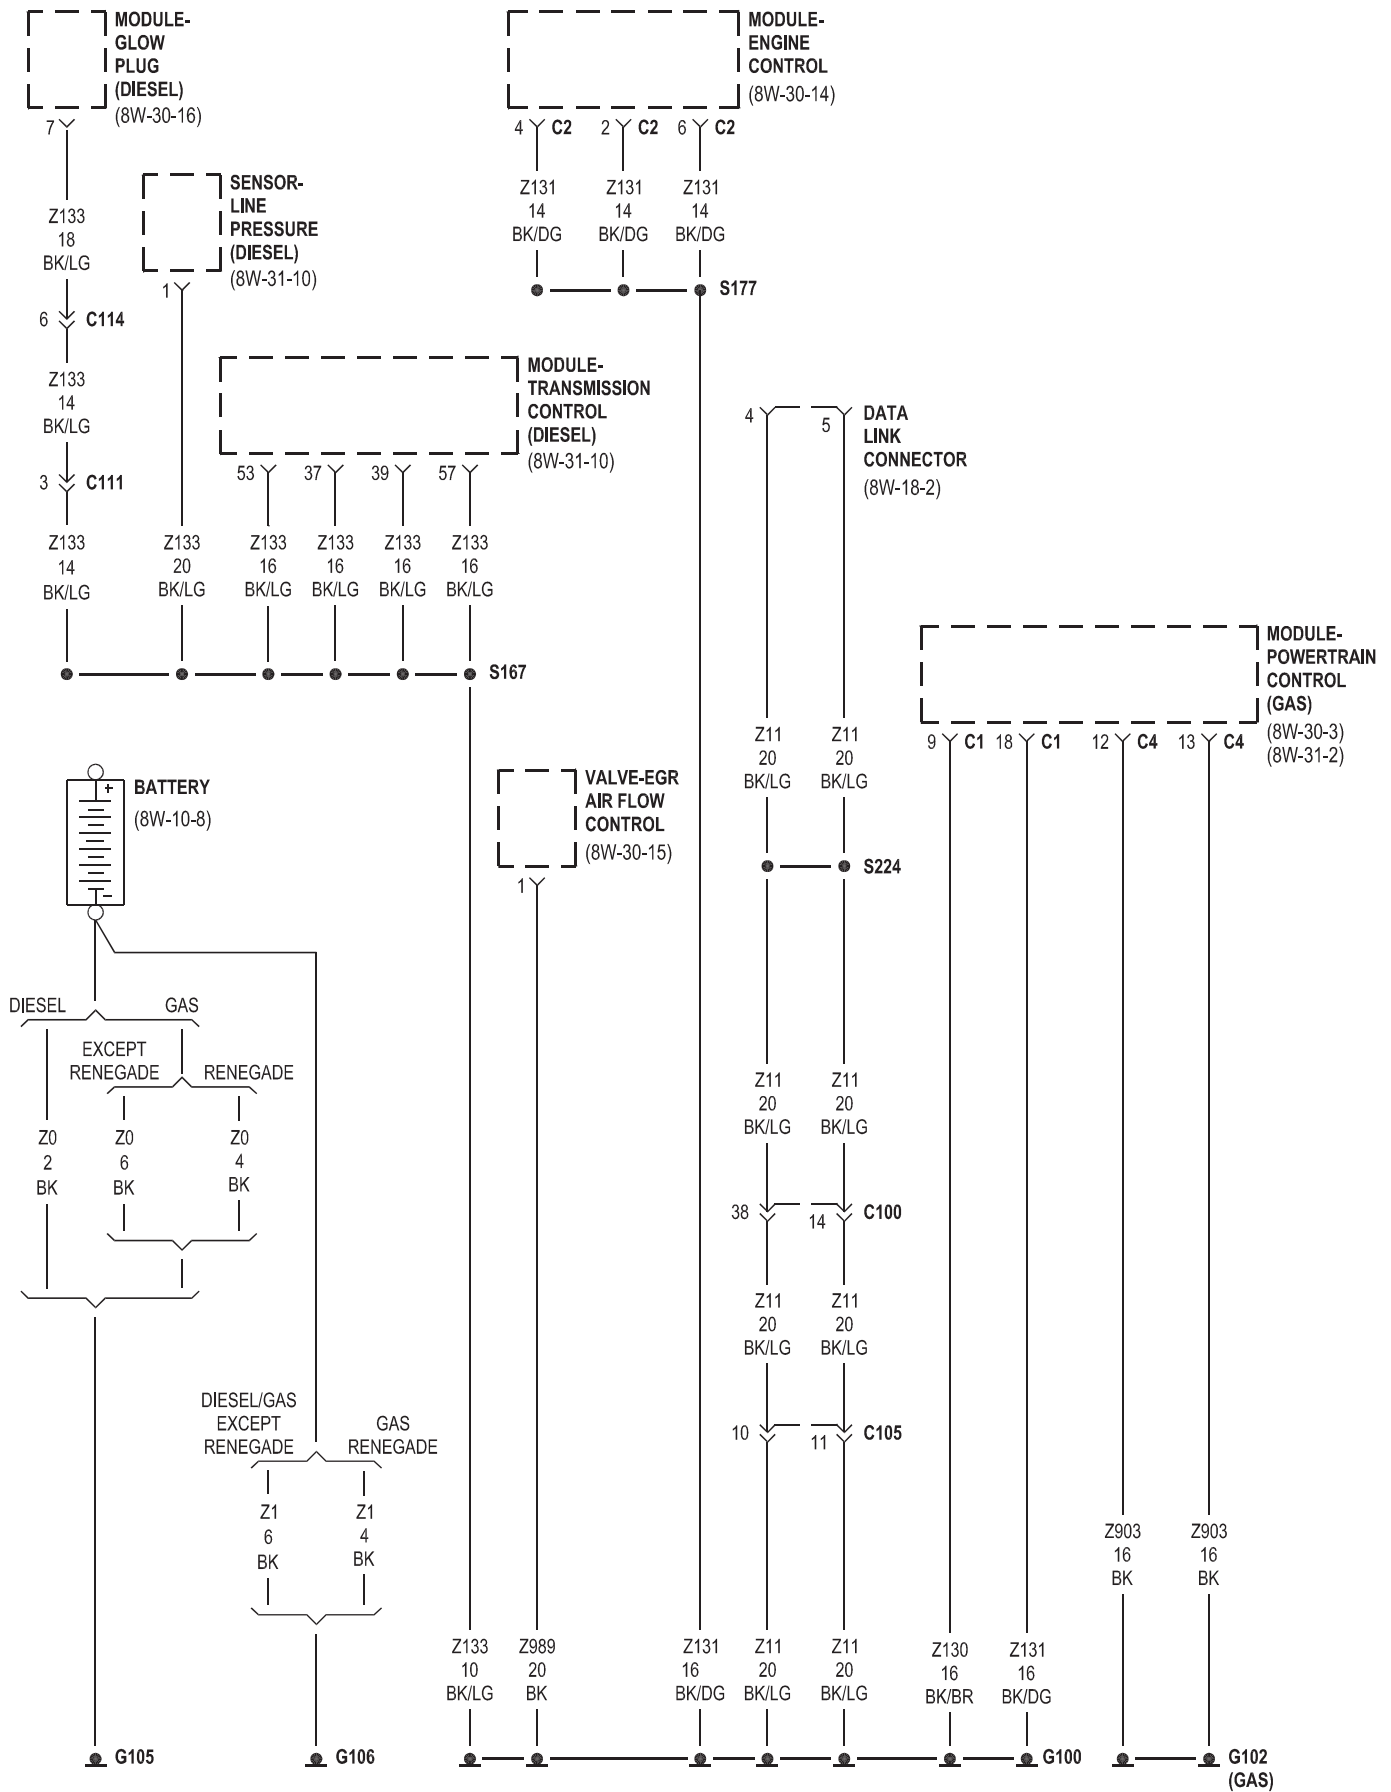 MODULE-
GLOW
PLUG
(DIESEL)
(8W-30-16)
7
Z133
18
BK/LG
6 C114
Z133
14
BK/LG
3 C111
Z133
14
BK/LG
SENSOR-
LINE
PRESSURE
(DIESEL)
(8W-31-10)
1
Z133
20
BK/LG
MODULE-
TRANSMISSION
CONTROL
(DIESEL)
(8W-31-10)
53 37 39 57
Z133 Z133 Z133 Z133
16 16 16 16
BK/LG BK/LG BK/LG BK/LG
S167
MODULE-
ENGINE
CONTROL
(8W-30-14)
4 C2 2 C2 6 C2
Z131 Z131 Z131
14 14 14
BK/DG BK/DG BK/DG
S177
4 5 DATA
LINK
CONNECTOR
(8W-18-2)
Z11 Z11
20 20
BK/LG BK/LG
S224
Z11 Z11
20 20
BK/LG BK/LG
38 14 C100
Z11 Z11
20 20
BK/LG BK/LG
10 11 C105
MODULE-
POWERTRAIN
CONTROL
(GAS)
(8W-30-3)
(8W-31-2)
9 C1 18 C1 12 C4 13 C4
Z903 Z903
16 16
BK BK
BATTERY
(8W-10-8)
+
-
DIESEL GAS
EXCEPT
RENEGADE RENEGADE
Z0 Z0 Z0
2 6 4
BK BK BK
DIESEL/GAS
EXCEPT
RENEGADE
GAS
RENEGADE
Z1 Z1
6 4
BK BK
VALVE-EGR
AIR FLOW
CONTROL
(8W-30-15)
1
Z133 Z989 Z131 Z11 Z11 Z130 Z131
10 20 16 20 20 16 16
BK/LG BK BK/DG BK/LG BK/LG BK/BR BK/DG
G105 G106 G100 G102
(GAS)